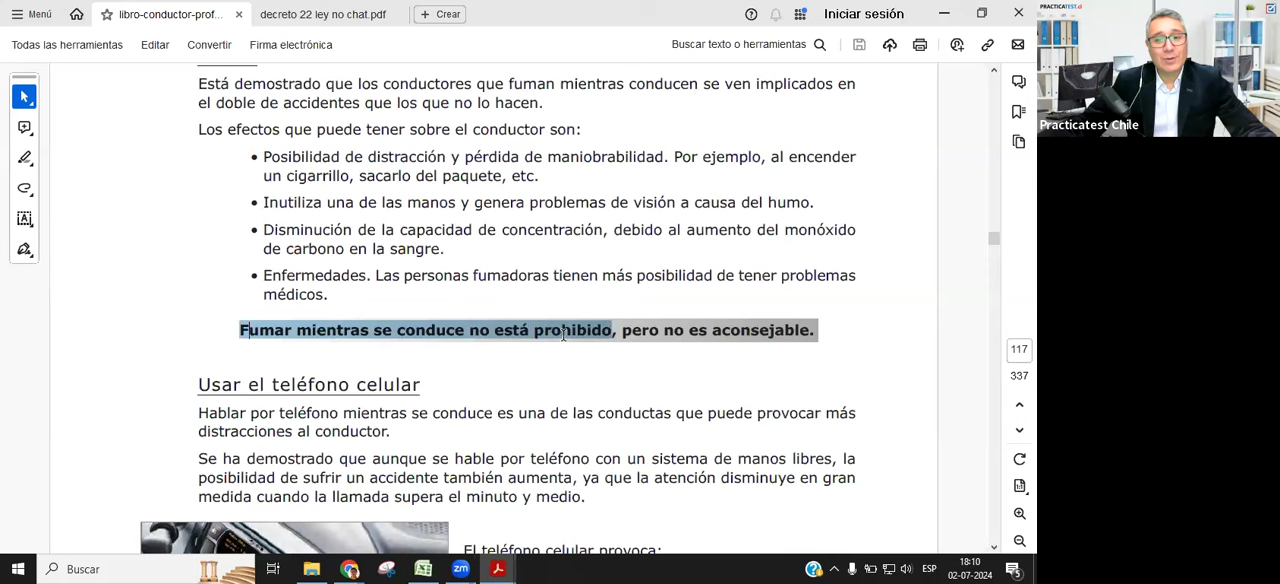 Menú
libro-conductor-prof...
decreto 22 ley no chat.pdf
Crear
Iniciar sesión
Todas las herramientas
Editar
Convertir
Firma electrónica
Buscar texto o herramientas
Está demostrado que los conductores que fuman mientras conducen se ven implicados en
el doble de accidentes que los que no lo hacen.
Los efectos que puede tener sobre el conductor son:
• Posibilidad de distracción y pérdida de maniobrabilidad. Por ejemplo, al encender
un cigarrillo, sacarlo del paquete, etc.
• Inutiliza una de las manos y genera problemas de visión a causa del humo.
• Disminución de la capacidad de concentración, debido al aumento del monóxido
de carbono en la sangre.
• Enfermedades. Las personas fumadoras tienen más posibilidad de tener problemas
médicos.
Fumar mientras se conduce no está prohibido, pero no es aconsejable.
Usar el teléfono celular
Hablar por teléfono mientras se conduce es una de las conductas que puede provocar más
distracciones al conductor.
Se ha demostrado que aunque se hable por teléfono con un sistema de manos libres, la
posibilidad de sufrir un accidente también aumenta, ya que la atención disminuye en gran
medida cuando la llamada supera el minuto y medio.
El teléfono celular provoca:
117
337
PRACTICATEST.cl
Practicatest Chile
Buscar
zm
ESP
18:10
02-07-2024
5